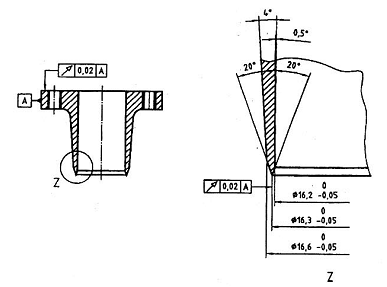 4°
0,5°
0,02 A
20° 20°
A
Z
0,02 A
0
ø16,2 -0,05
0
ø16,3 -0,05
0
ø16,6 -0,05
Z